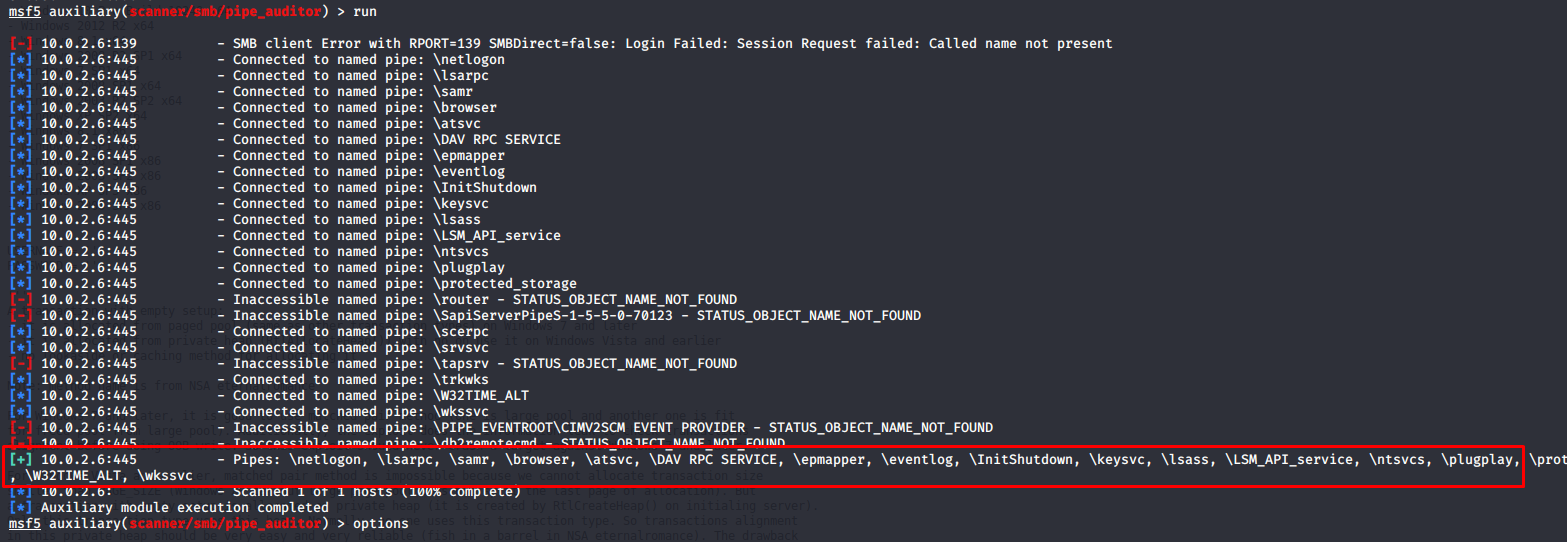 msf5 auxiliary(scanner/smb/pipe_auditor) > run
[-] 10.0.2.6:139 - SMB client Error with RPORT=139 SMBDirect=false: Login Failed: Session Request failed: Called name not present
[*] 10.0.2.6:445 - Connected to named pipe: \netlogon
[*] 10.0.2.6:445 - Connected to named pipe: \lsarpc
[*] 10.0.2.6:445 - Connected to named pipe: \samr
[*] 10.0.2.6:445 - Connected to named pipe: \browser
[*] 10.0.2.6:445 - Connected to named pipe: \atsvc
[*] 10.0.2.6:445 - Connected to named pipe: \DAV RPC SERVICE
[*] 10.0.2.6:445 - Connected to named pipe: \epmapper
[*] 10.0.2.6:445 - Connected to named pipe: \eventlog
[*] 10.0.2.6:445 - Connected to named pipe: \InitShutdown
[*] 10.0.2.6:445 - Connected to named pipe: \keysvc
[*] 10.0.2.6:445 - Connected to named pipe: \lsass
[*] 10.0.2.6:445 - Connected to named pipe: \LSM_API_service
[*] 10.0.2.6:445 - Connected to named pipe: \ntsvcs
[*] 10.0.2.6:445 - Connected to named pipe: \plugplay
[*] 10.0.2.6:445 - Connected to named pipe: \protected_storage
[-] 10.0.2.6:445 - Inaccessible named pipe: \router - STATUS_OBJECT_NAME_NOT_FOUND
[-] 10.0.2.6:445 - Inaccessible named pipe: \SapiServerPipeS-1-5-5-0-70123 - STATUS_OBJECT_NAME_NOT_FOUND
[*] 10.0.2.6:445 - Connected to named pipe: \scerpc
[*] 10.0.2.6:445 - Connected to named pipe: \srvsvc
[-] 10.0.2.6:445 - Inaccessible named pipe: \tapsrv - STATUS_OBJECT_NAME_NOT_FOUND
[*] 10.0.2.6:445 - Connected to named pipe: \trkwks
[*] 10.0.2.6:445 - Connected to named pipe: \W32TIME_ALT
[*] 10.0.2.6:445 - Connected to named pipe: \wkssvc
[-] 10.0.2.6:445 - Inaccessible named pipe: \PIPE_EVENTROOT\CIMV2SCM EVENT PROVIDER - STATUS_OBJECT_NAME_NOT_FOUND
[-] 10.0.2.6:445 - Inaccessible named pipe: \db2remotecmd - STATUS_OBJECT_NAME_NOT_FOUND
[+] 10.0.2.6:445 - Pipes: \netlogon, \lsarpc, \samr, \browser, \atsvc, \DAV RPC SERVICE, \epmapper, \eventlog, \InitShutdown, \keysvc, \lsass, \LSM_API_service, \ntsvcs, \plugplay, \prot
, \W32TIME_ALT, \wkssvc
[*] 10.0.2.6: - Scanned 1 of 1 hosts (100% complete)
[*] Auxiliary module execution completed
msf5 auxiliary(scanner/smb/pipe_auditor) > options